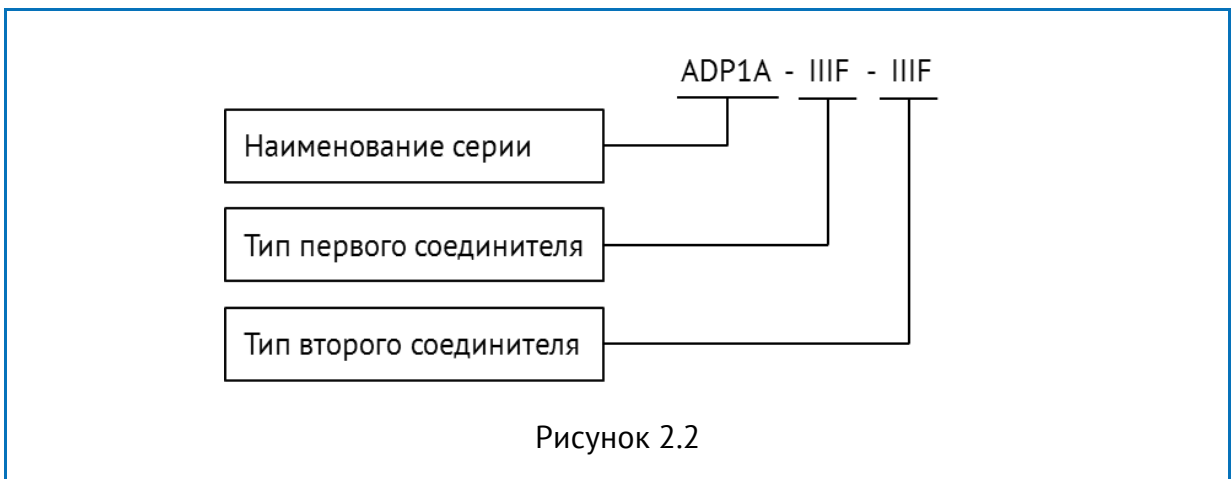 ADP1A - IIIF - IIIF
Наименование серии
Тип первого соединителя
Тип второго соединителя
Рисунок 2.2